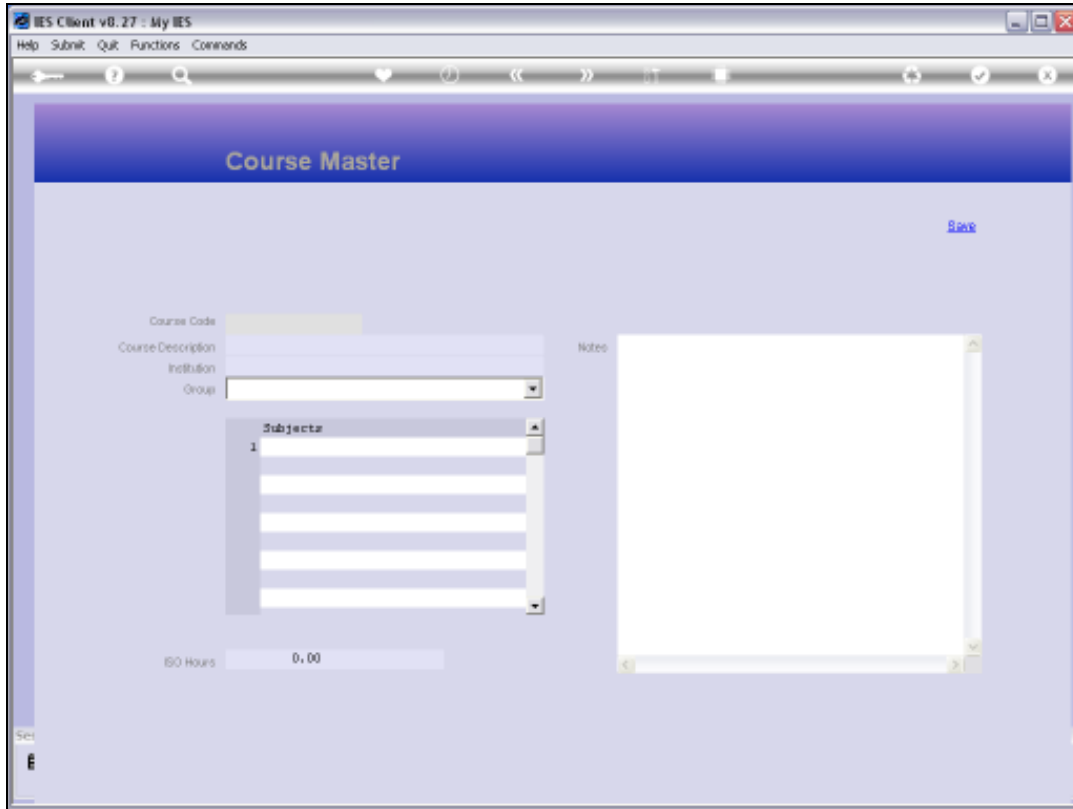 IES Client v8.27 : My IES
Help Submit Quit Functions Commands
Course Master
Save
Course Code
Course Description
Institution
Group
Notes
Subjects
1
ISO Hours 0.00